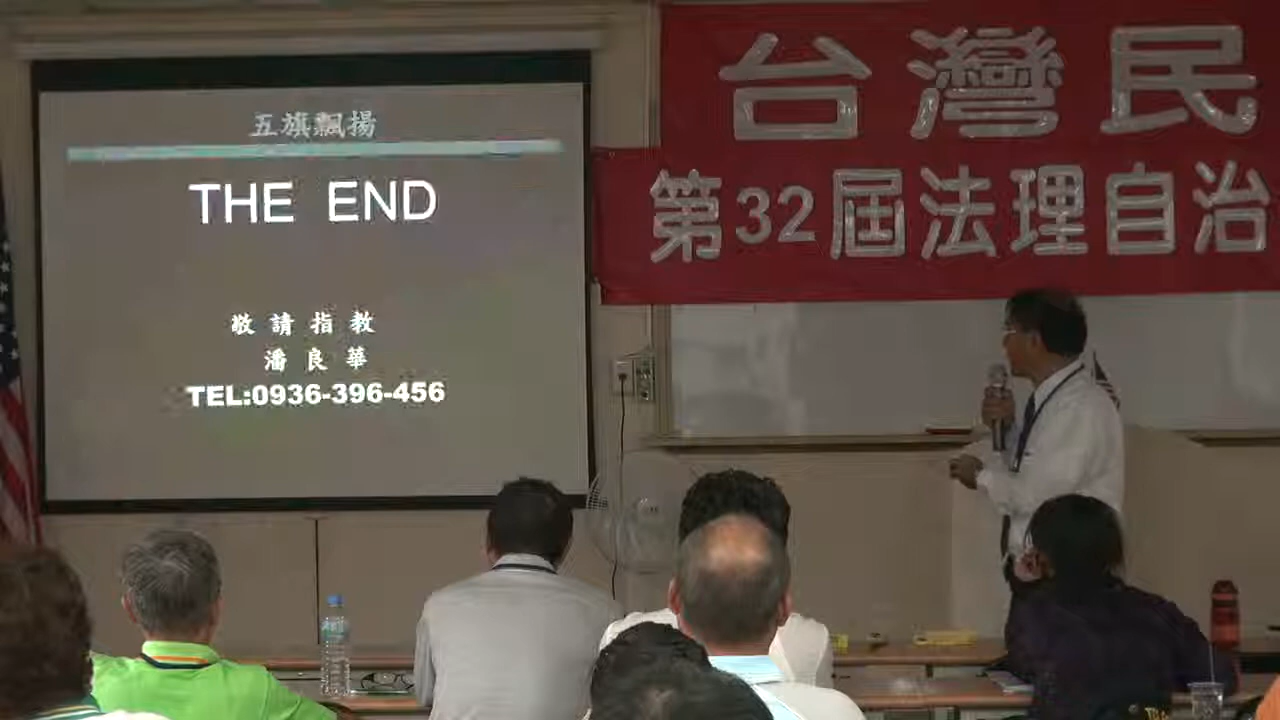 五旗飄揚
THE END
敬請指教
潘良華
TEL:0936-396-456
台灣民
第32屆法理自治